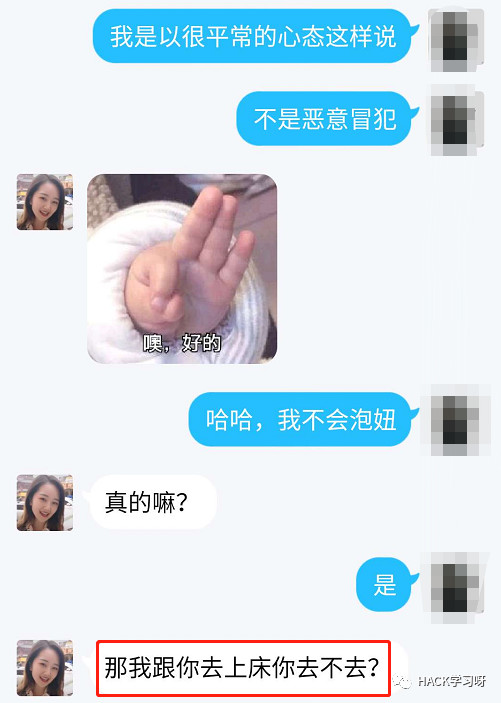 我是以很平常的心态这样说
不是恶意冒犯
噢，好的
哈哈，我不会泡妞
真的嘛？
是
那我跟你去上床你去不去？
HACK学习呀